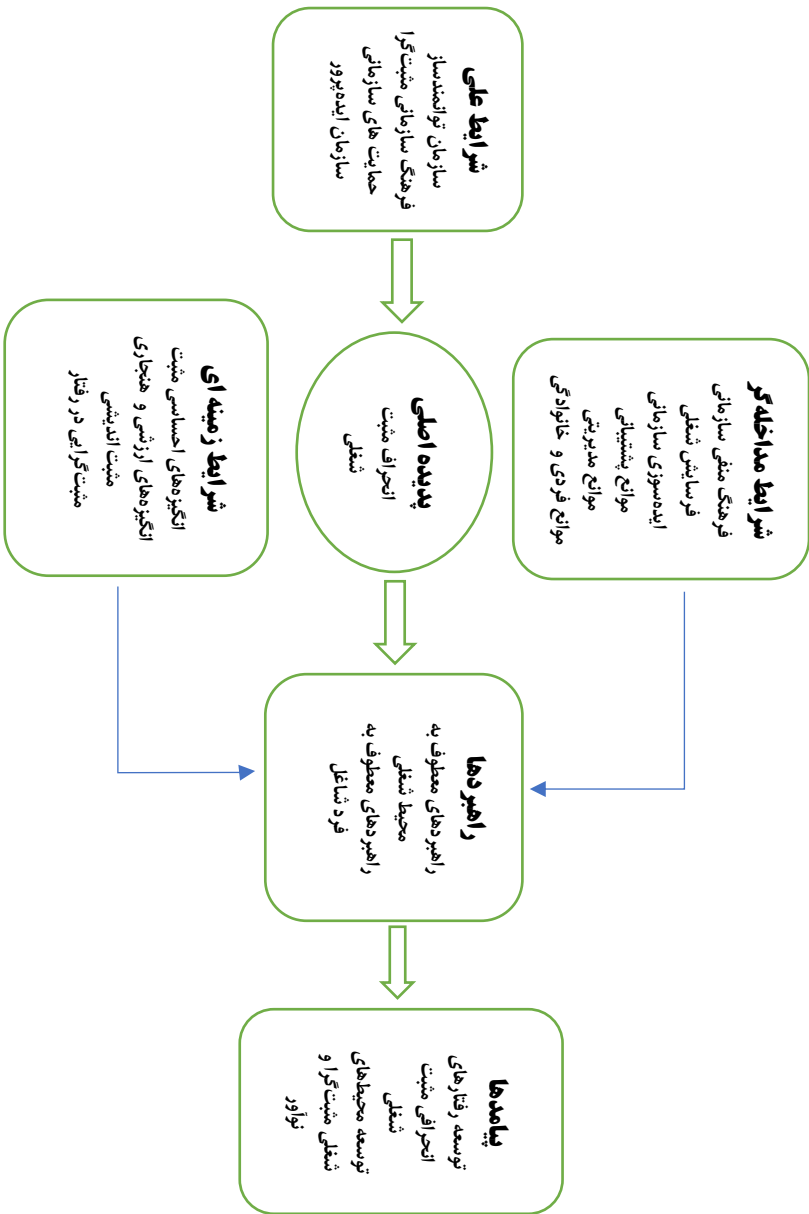 شرایط علی
سازمان توانمندساز
فرهنگ سازمانی مثبت‌گرا
حمایت های سازمانی
سازمان ایده‌پرور
شرایط مداخله‌گر
فرهنگ منفی سازمانی
فرسایش شغلی
ایده‌سوزی سازمانی
موانع پشتیبانی
موانع مدیریتی
موانع فردی و خانوادگی
پدیده اصلی
انحراف مثبت
شغلی
شرایط زمینه ای
انگیزه‌های احساسی مثبت
انگیزه‌های ارزشی و هنجاری
مثبت اندیشی
مثبت‌گرایی در رفتار
راهبردها
راهبردهای معطوف به
محیط شغلی
راهبردهای معطوف به
فرد شاغل
پیامدها
توسعه رفتارهای
انحرافی مثبت
شغلی
توسعه محیط‌های
شغلی مثبت‌گرا و
نوآور